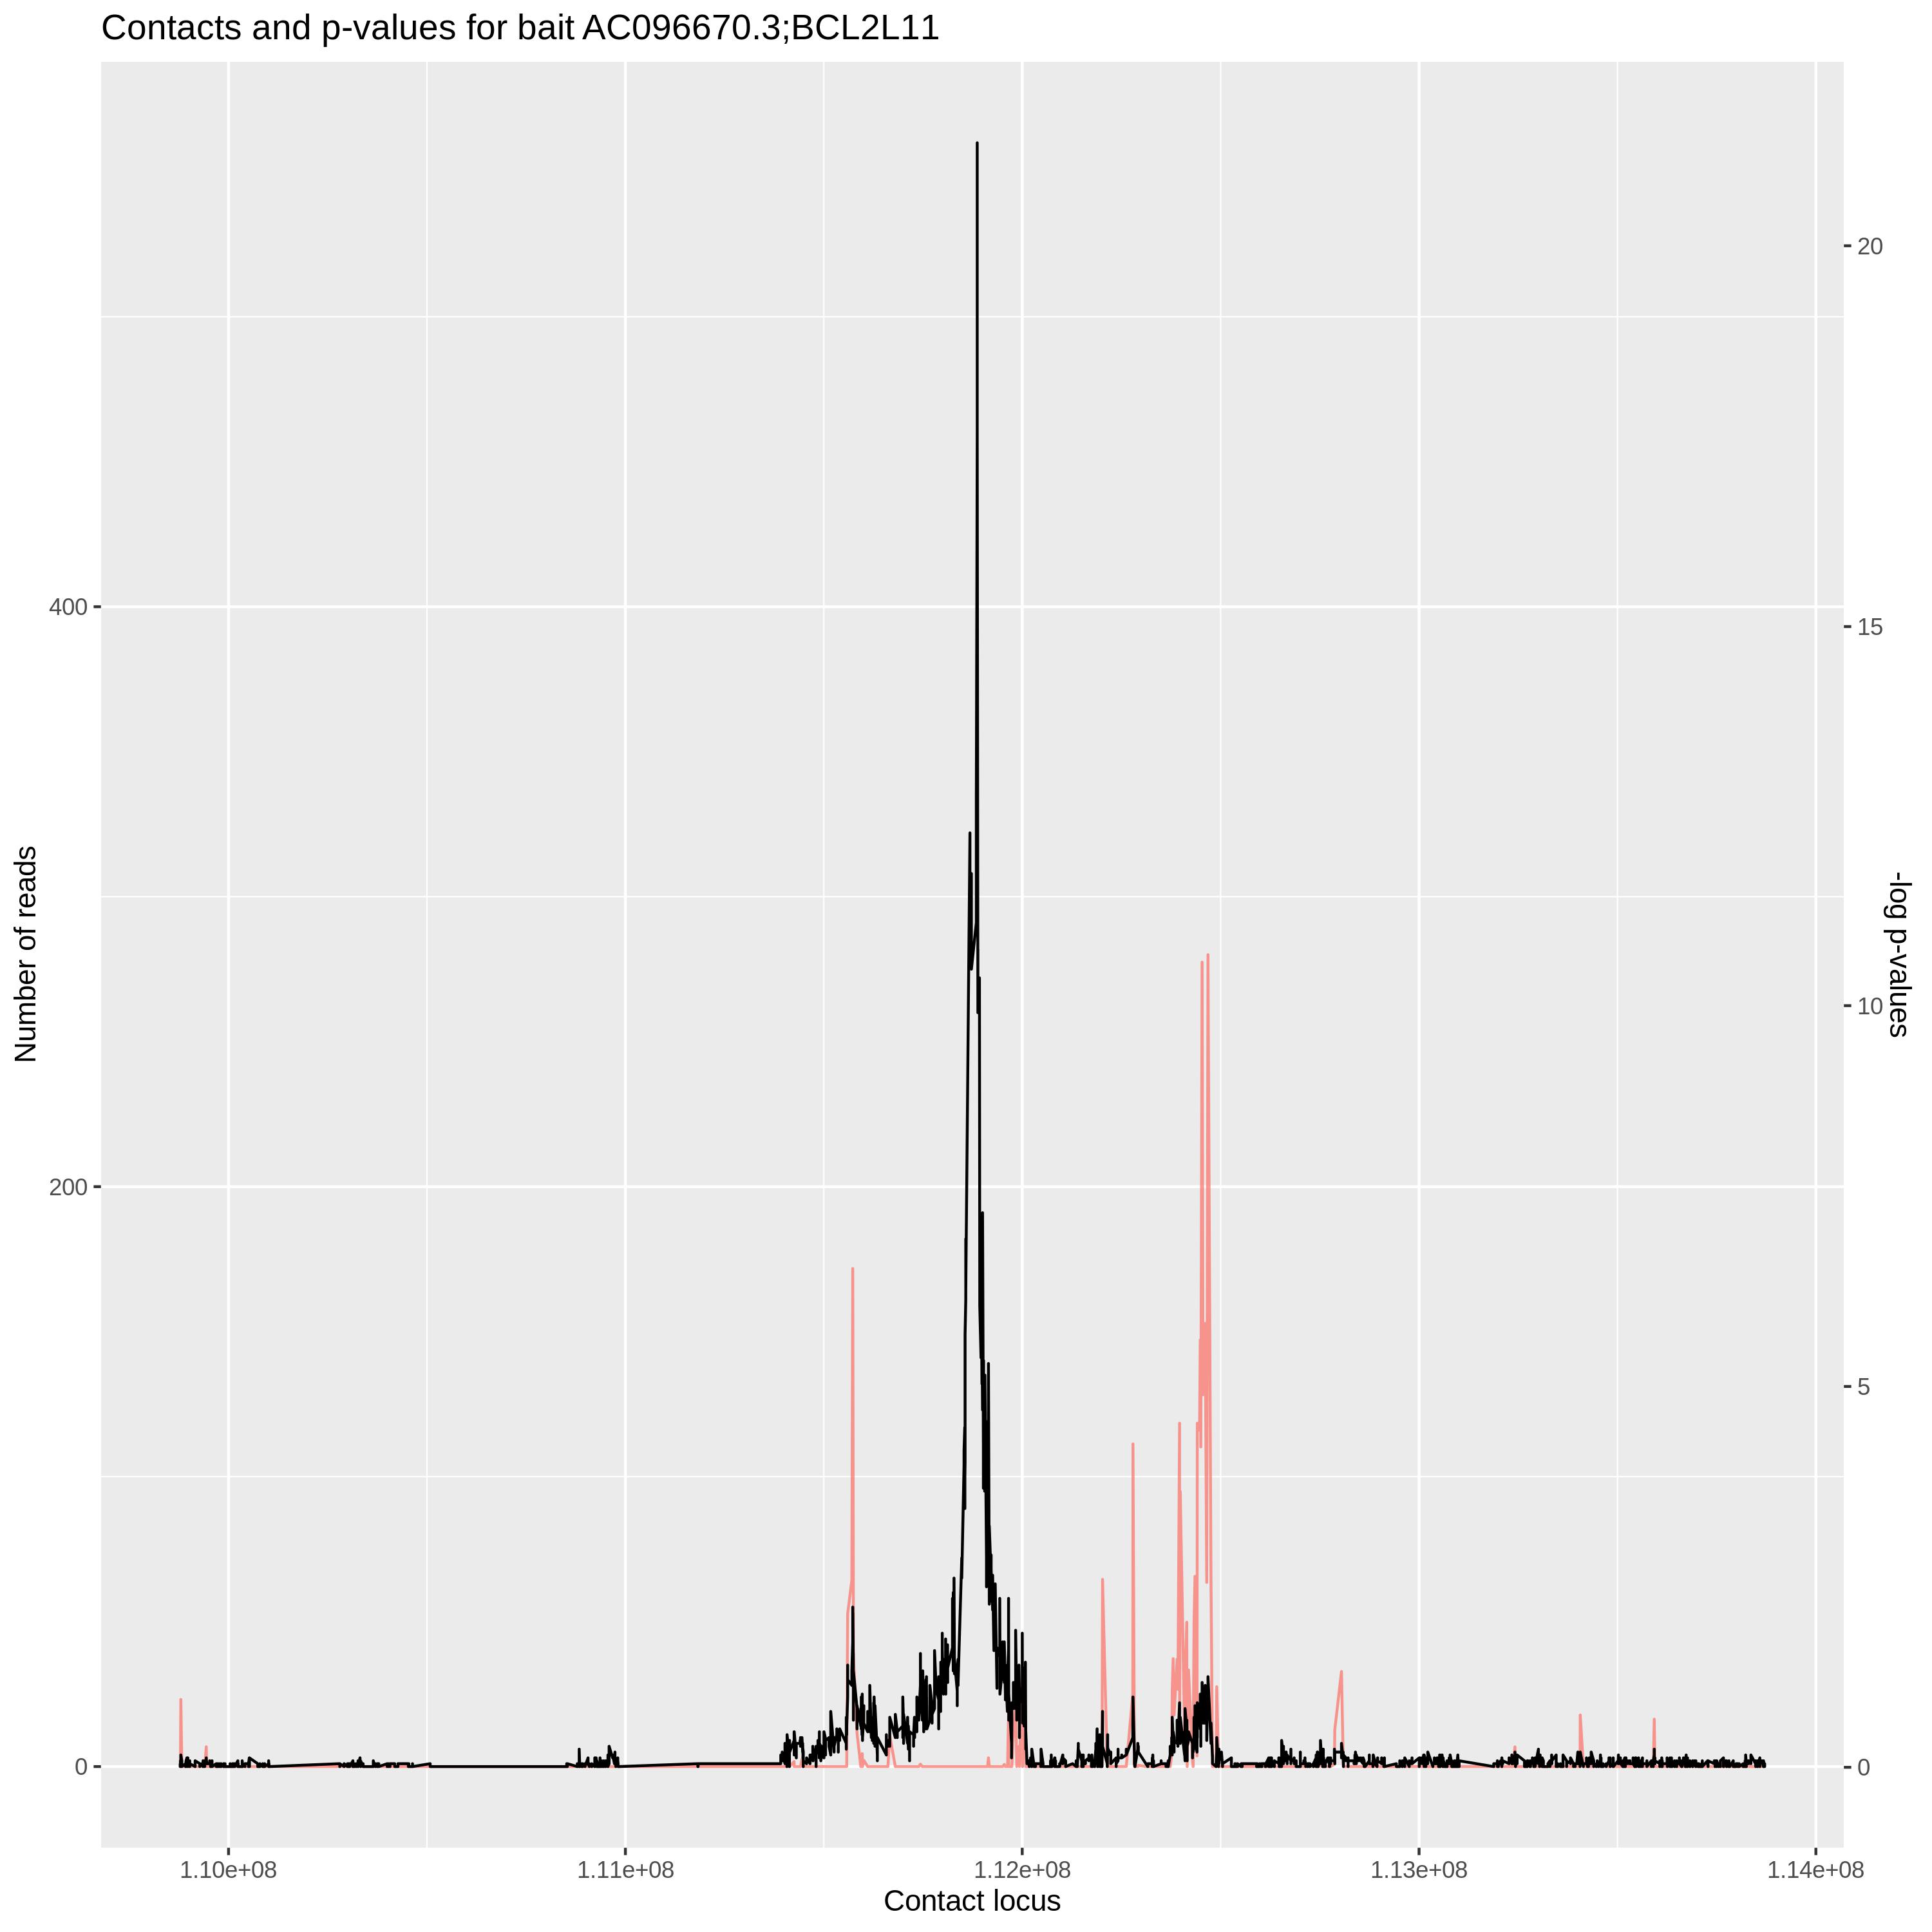 Contacts and p-values for bait AC096670.3;BCL2L11
Number of reads
400
200
0
20
15
10
5
0
-log p-values
1.10e+08
1.11e+08
1.12e+08
1.13e+08
1.14e+08
Contact locus